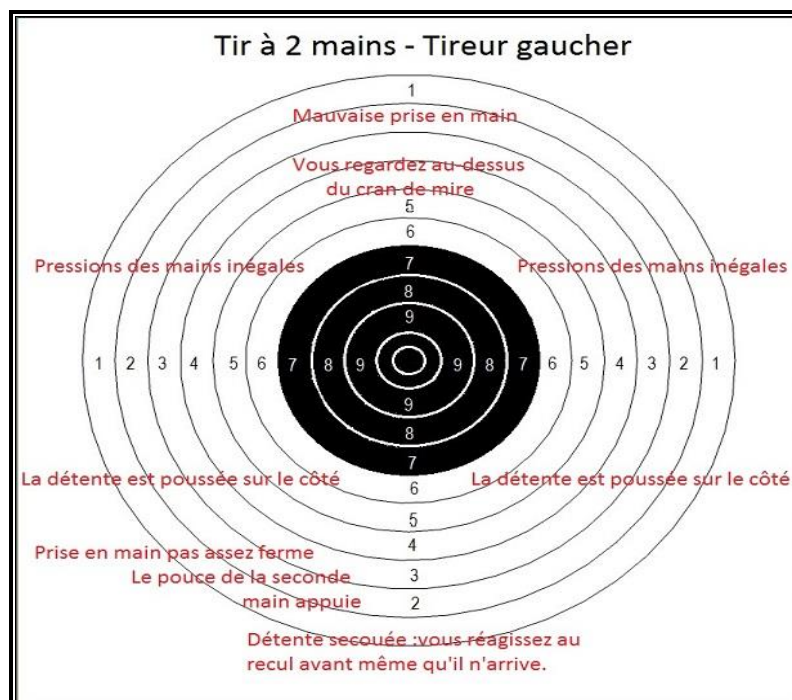 Tir à 2 mains - Tireur gaucher
1
Mauvaise prise en main
Vous regardez au-dessus
du cran de mire
5
6
Pressions des mains inégales Pressions des mains inégales
7
8
9
1 2 3 4 5 6 7 8 9 9 8 7 6 5 4 3 2 1
9
8
7
La détente est poussée sur le côté La détente est poussée sur le côté
6
5
4
Prise en main pas assez ferme
Le pouce de la seconde 3
main appuie 2
Détente secouée :vous réagissez au
recul avant même qu'il n'arrive.